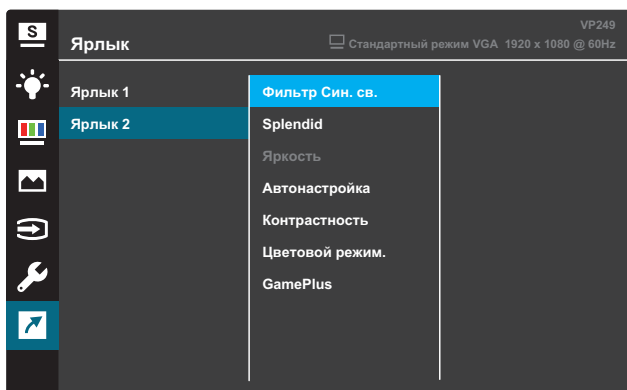 S
VP249
Ярлык
Стандартный режим VGA 1920 x 1080 @ 60Hz
Ярлык 1
Фильтр Син. св.
Ярлык 2
Splendid
Яркость
Автонастройка
Контрастность
Цветовой режим.
GamePlus